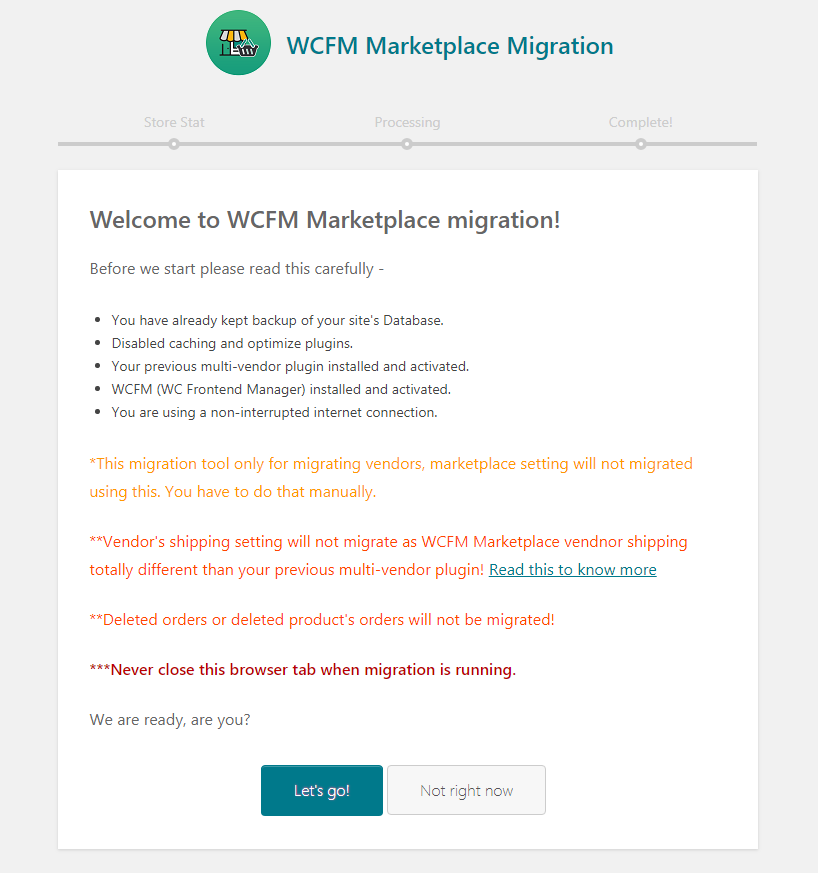 WCFM Marketplace Migration
Store Stat
Processing
Complete!
Welcome to WCFM Marketplace migration!
Before we start please read this carefully -
You have already kept backup of your site's Database.
Disabled caching and optimize plugins.
Your previous multi-vendor plugin installed and activated.
WCFM (WC Frontend Manager) installed and activated.
You are using a non-interrupted internet connection.
*This migration tool only for migrating vendors, marketplace setting will not migrated
using this. You have to do that manually.
**Vendor's shipping setting will not migrate as WCFM Marketplace vendnor shipping
totally different than your previous multi-vendor plugin! Read this to know more
**Deleted orders or deleted product's orders will not be migrated!
***Never close this browser tab when migration is running.
We are ready, are you?
Let's go!
Not right now